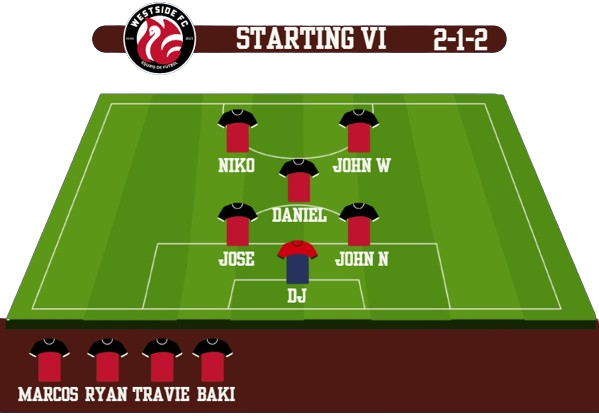 WESTSIDE FC
EQUIPO DE FUTBOL
STARTING VI
2-1-2
NIKO JOHN W
DANIEL
JOSE JOHN N
DJ
MARCOS RYAN TRAVIE BAKI